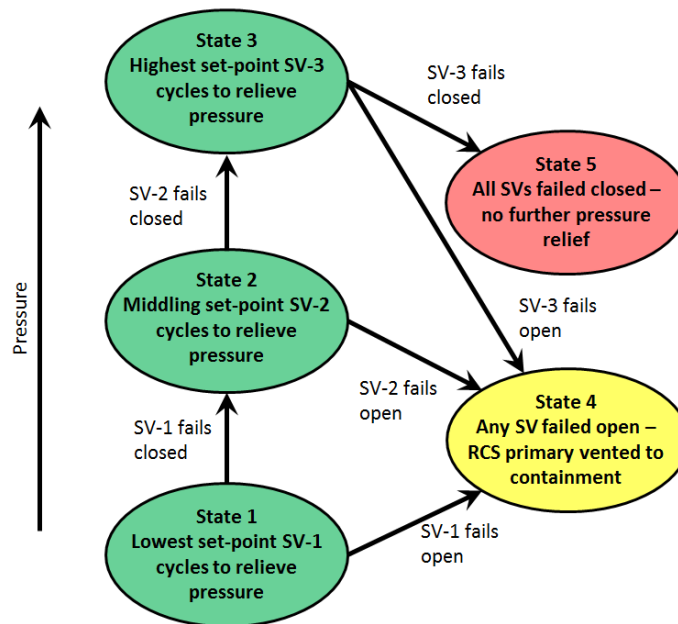 State 3
Highest set-point SV-3
cycles to relieve
pressure
SV-3 fails
closed
State 5
All SVs failed closed –
no further pressure
relief
SV-2 fails
closed
State 2
Middling set-point SV-2
cycles to relieve
pressure
SV-3 fails
open
Pressure
SV-2 fails
open
State 4
Any SV failed open –
RCS primary vented to
containment
SV-1 fails
closed
State 1
Lowest set-point SV-1
cycles to relieve
pressure
SV-1 fails
open